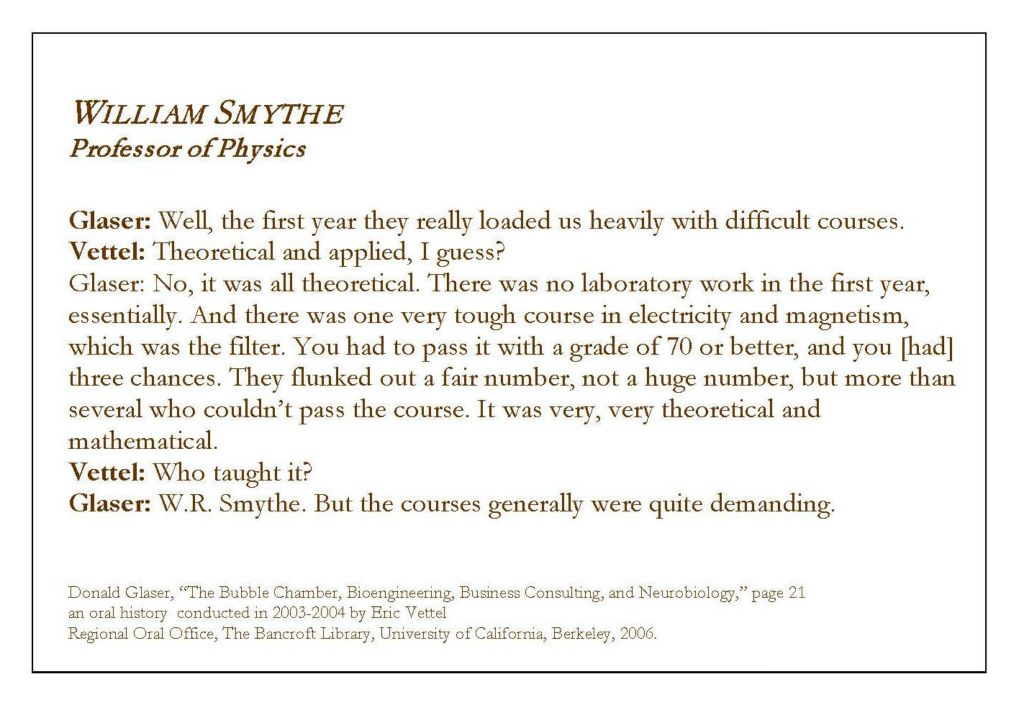 WILLIAM SMYTHE
Professor of Physics
Glaser: Well, the first year they really loaded us heavily with difficult courses.
Vettel: Theoretical and applied, I guess?
Glaser: No, it was all theoretical. There was no laboratory work in the first year,
essentially. And there was one very tough course in electricity and magnetism,
which was the filter. You had to pass it with a grade of 70 or better, and you [had]
three chances. They flunked out a fair number, not a huge number, but more than
several who couldn’t pass the course. It was very, very theoretical and
mathematical.
Vettel: Who taught it?
Glaser: W.R. Smythe. But the courses generally were quite demanding.
Donald Glaser, “The Bubble Chamber, Bioengineering, Business Consulting, and Neurobiology,” page 21
an oral history conducted in 2003-2004 by Eric Vettel
Regional Oral Office, The Bancroft Library, University of California, Berkeley, 2006.